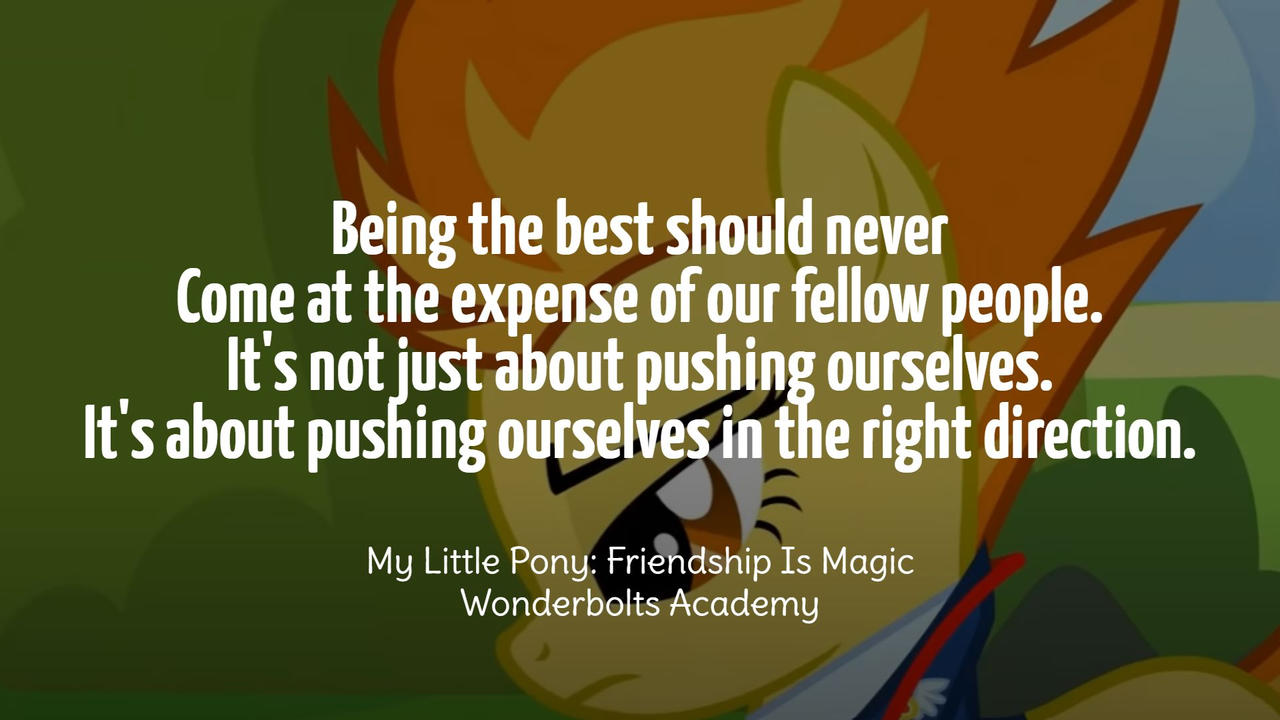 Being the best should never
Come at the expense of our fellow people.
It's not just about pushing ourselves.
It's about pushing ourselves in the right direction.
My Little Pony: Friendship Is Magic
Wonderbolts Academy